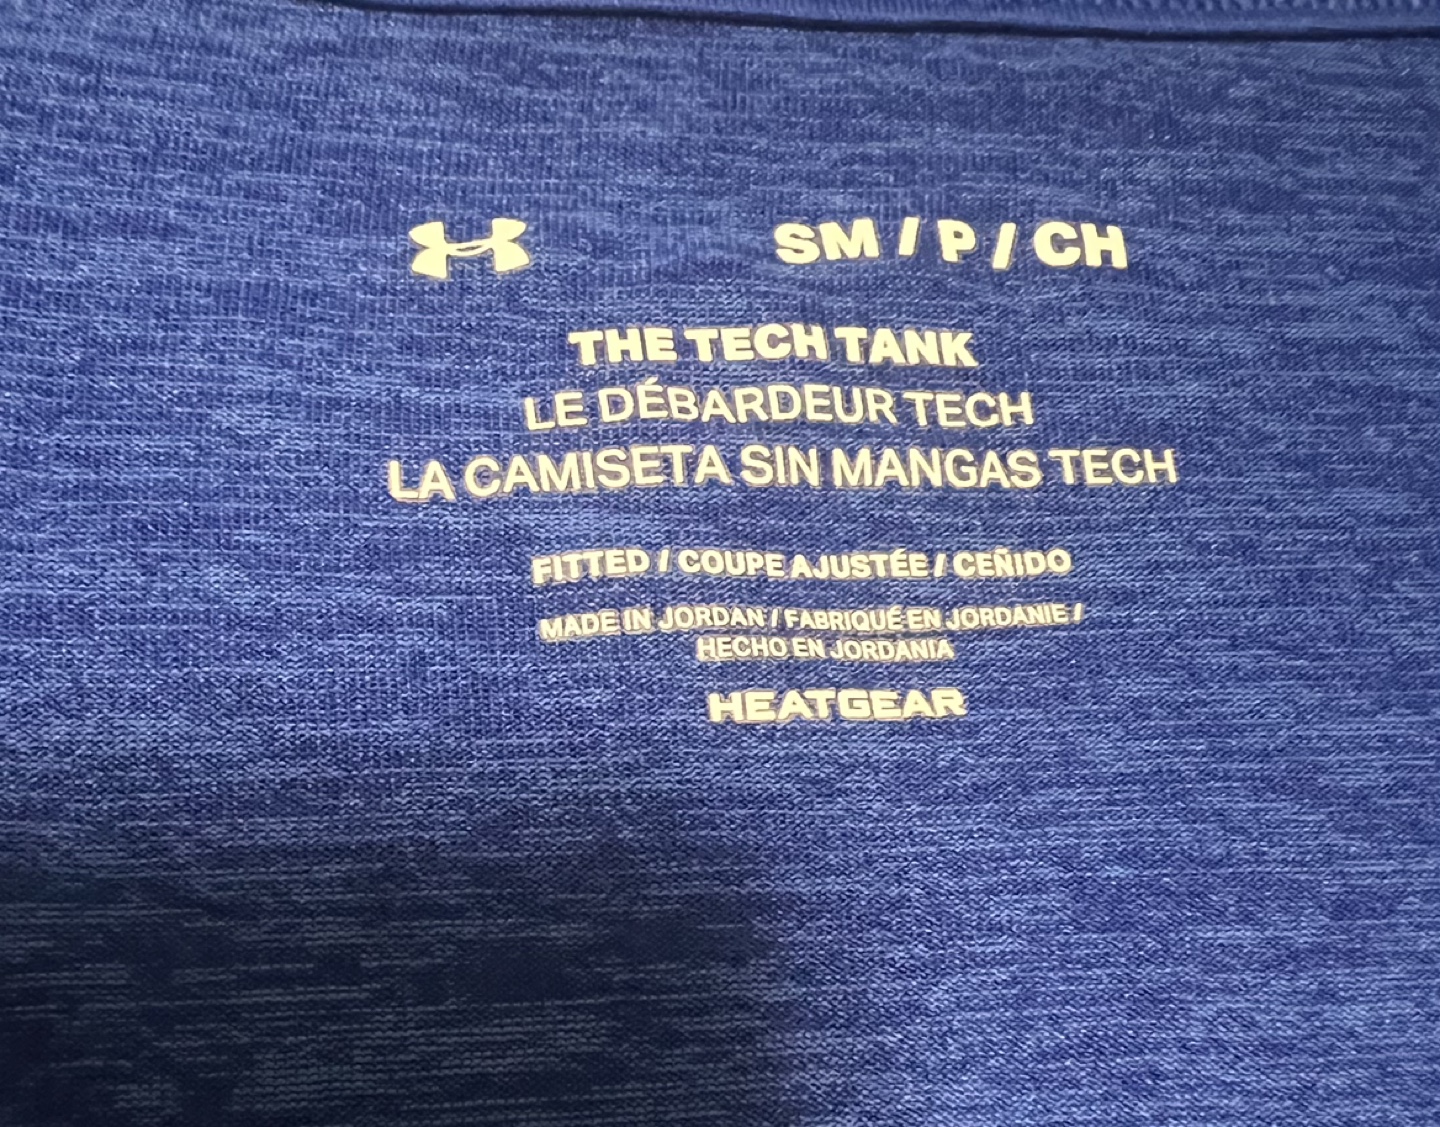 SM / P / CH
THE TECH TANK
LE DÉBARDEUR TECH
LA CAMISETA SIN MANGAS TECH
FITTED / COUPE AJUSTÉE / CEÑIDO
MADE IN JORDAN / FABRIQUÉ EN JORDANIE /
HECHO EN JORDANIA
HEATGEAR